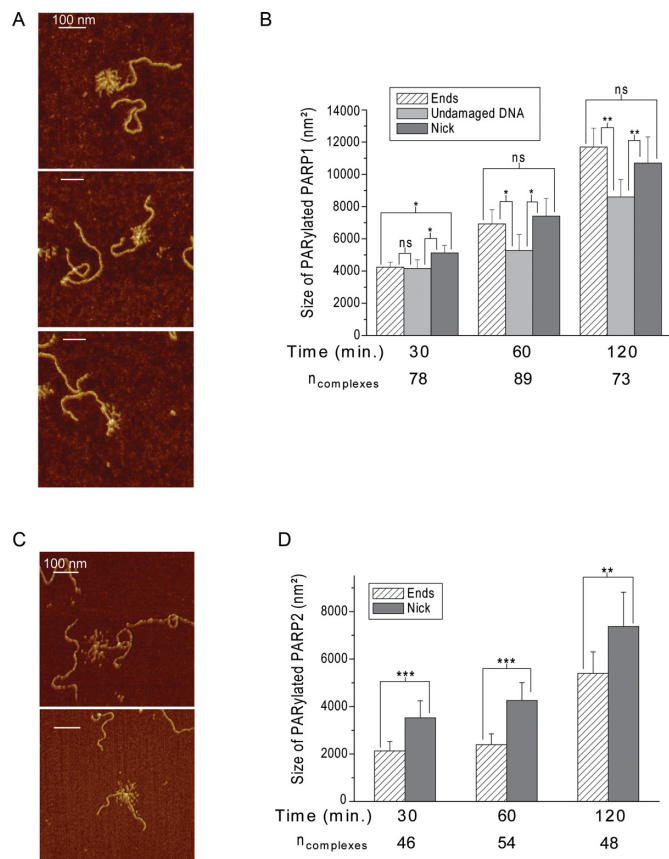 A
100 nm
B
Size of PARylated PARP1 (nm²)
14000
12000
10000
8000
6000
4000
2000
0
Ends
Undamaged DNA
Nick
*
ns
*
ns
*
*
ns
**
**
Time (min.) 30 60 120
n complexes 78 89 73
C
100 nm
D
Size of PARylated PARP2 (nm²)
8000
6000
4000
2000
0
Ends
Nick
***
***
**
Time (min.) 30 60 120
n complexes 46 54 48